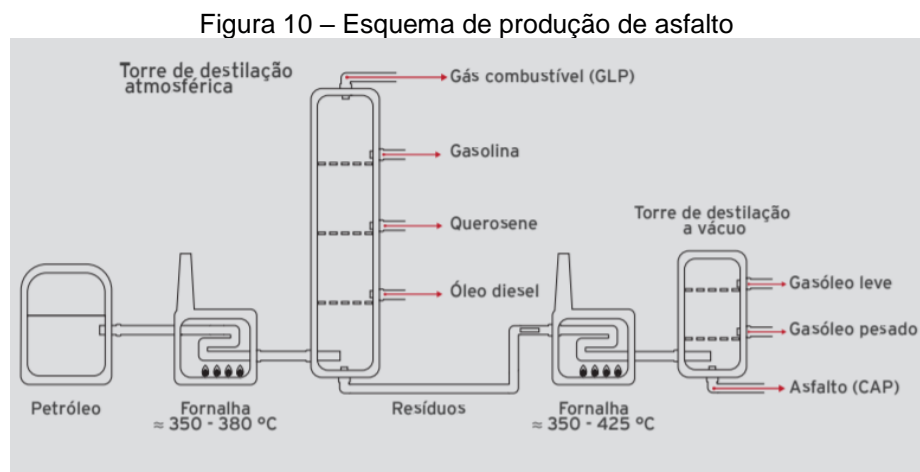 Figura 10 – Esquema de produção de asfalto
Torre de destilação
atmosférica
Gás combustível (GLP)
Gasolina
Querosene
Óleo diesel
Torre de destilação
a vácuo
Gasóleo leve
Gasóleo pesado
Asfalto (CAP)
Petróleo
Fornalha
≈ 350 - 380 ºC
Resíduos
Fornalha
≈ 350 - 425 ºC